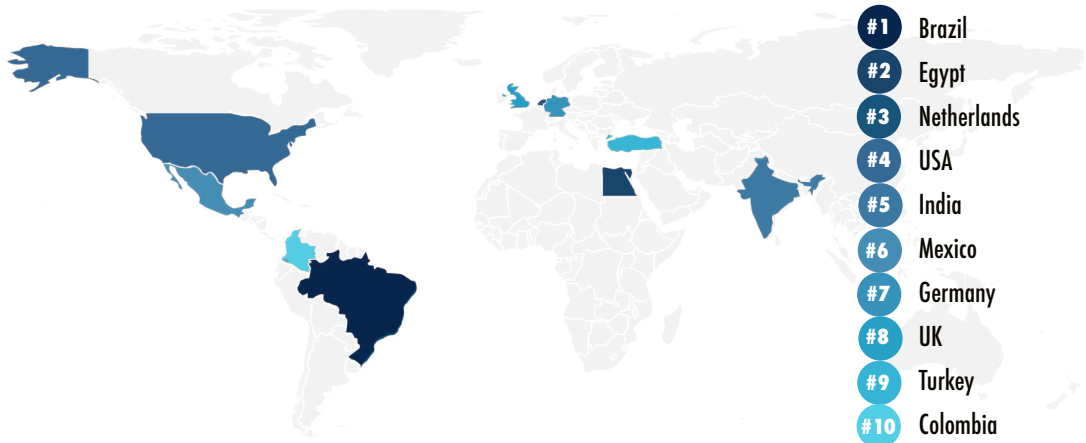 #1 Brazil
#2 Egypt
#3 Netherlands
#4 USA
#5 India
#6 Mexico
#7 Germany
#8 UK
#9 Turkey
#10 Colombia